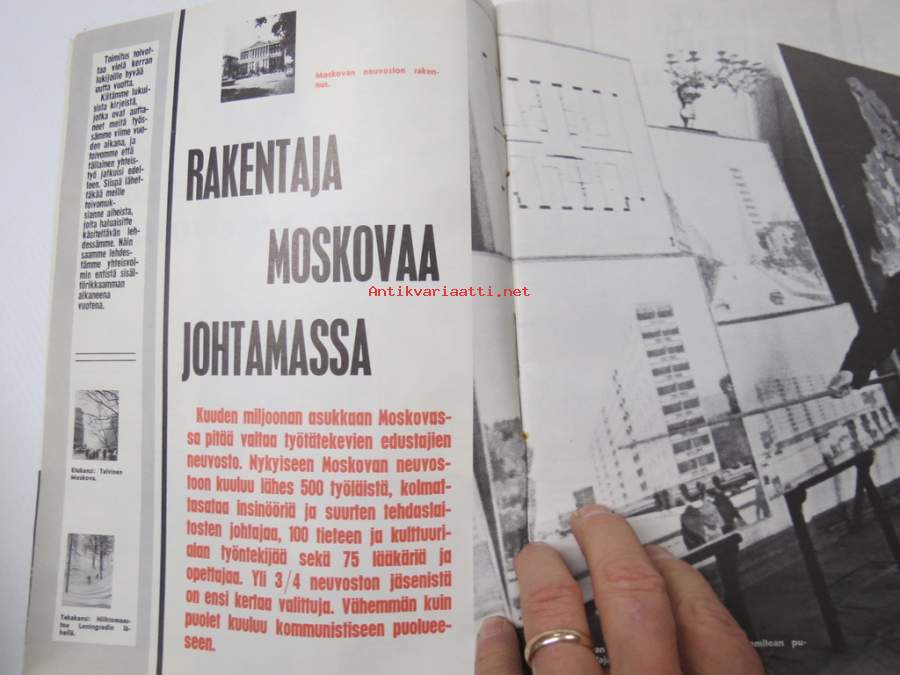 Toimitus toivot-
taa vielä kerran
lukijoille hyvää
uutta vuotta.
Kiitämme lukui-
sista kirjeistä,
jotka ovat autta-
neet meitä työs-
sämme viime vuo-
den aikana, ja
toivomme että
tällainen yhteis-
työ jatkuisi edel-
leen. Siispä lähet-
täkää meille
toivomuk-
sianne aiheista,
joita haluaisitte
käsiteltävän leh-
dessämme. Näin
saamme lehdes-
tämme yhteisvoi-
min entistä sisäl-
törikkaamman
alkaneena
vuotena.
Etukansi: Talvinen
Moskova.
Takakansi: Hiihtomaas-
toa Leningradin lä-
hellä.
Moskovan neuvoston raken-
nus.
RAKENTAJA
MOSKOVAA
JOHTAMASSA
Antikvariaatti.net
Kuuden miljoonan asukkaan Moskovas-
sa pitää valtaa työtätekevien edustajien
neuvosto. Nykyiseen Moskovan neuvos-
toon kuuluu lähes 500 työläistä, kolmat-
tasataa insinööriä ja suurten tehdaslai-
tosten johtajaa, 100 tieteen ja kulttuuri-
alan työntekijää sekä 75 lääkäriä ja
opettajaa. Yli 3/4 neuvoston jäsenistä
on ensi kertaa valittuja. Vähemmän kuin
puolet kuuluu kommunistiseen puoluee-
seen.